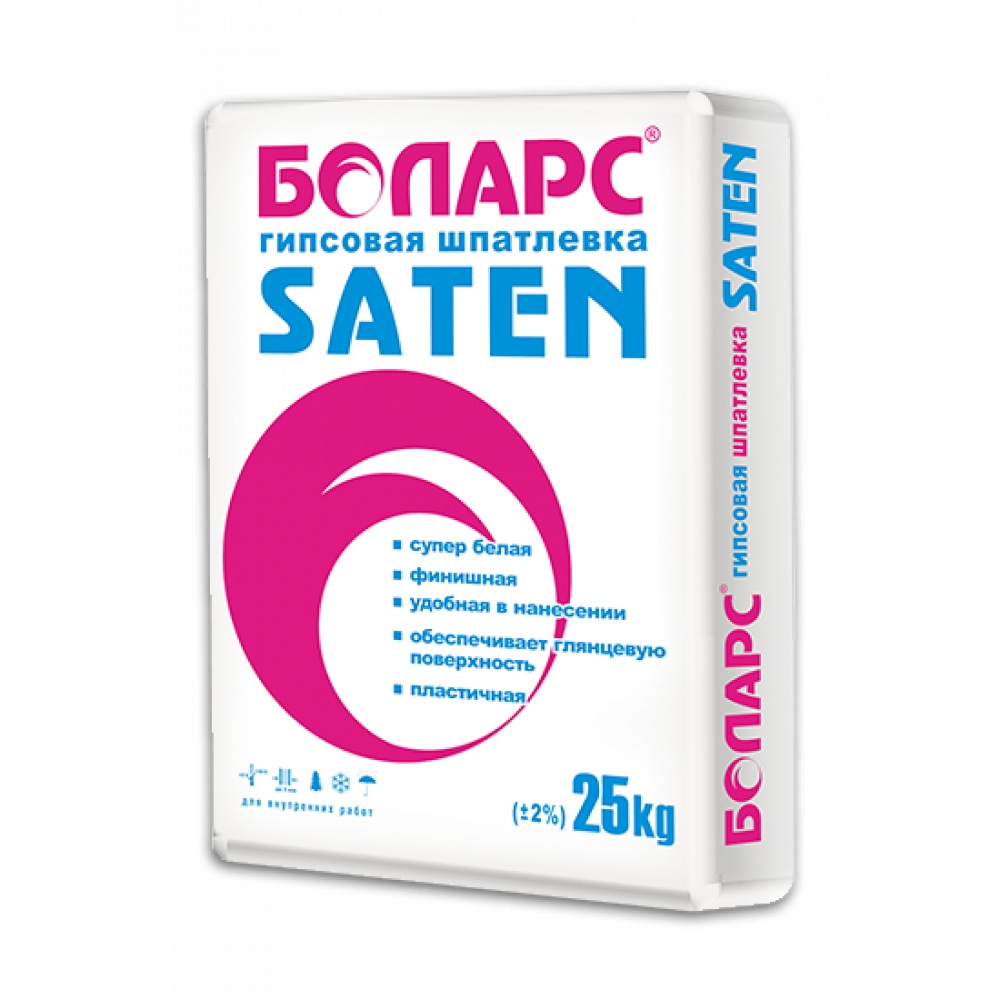 БОЛАРС®
гипсовая шпатлевка
SATEN
супер белая
финишная
удобная в нанесении
обеспечивает глянцевую
поверхность
пластичная
для внутренних работ
(±2%) 25kg
БОЛАРС® гипсовая шпатлевка SATEN